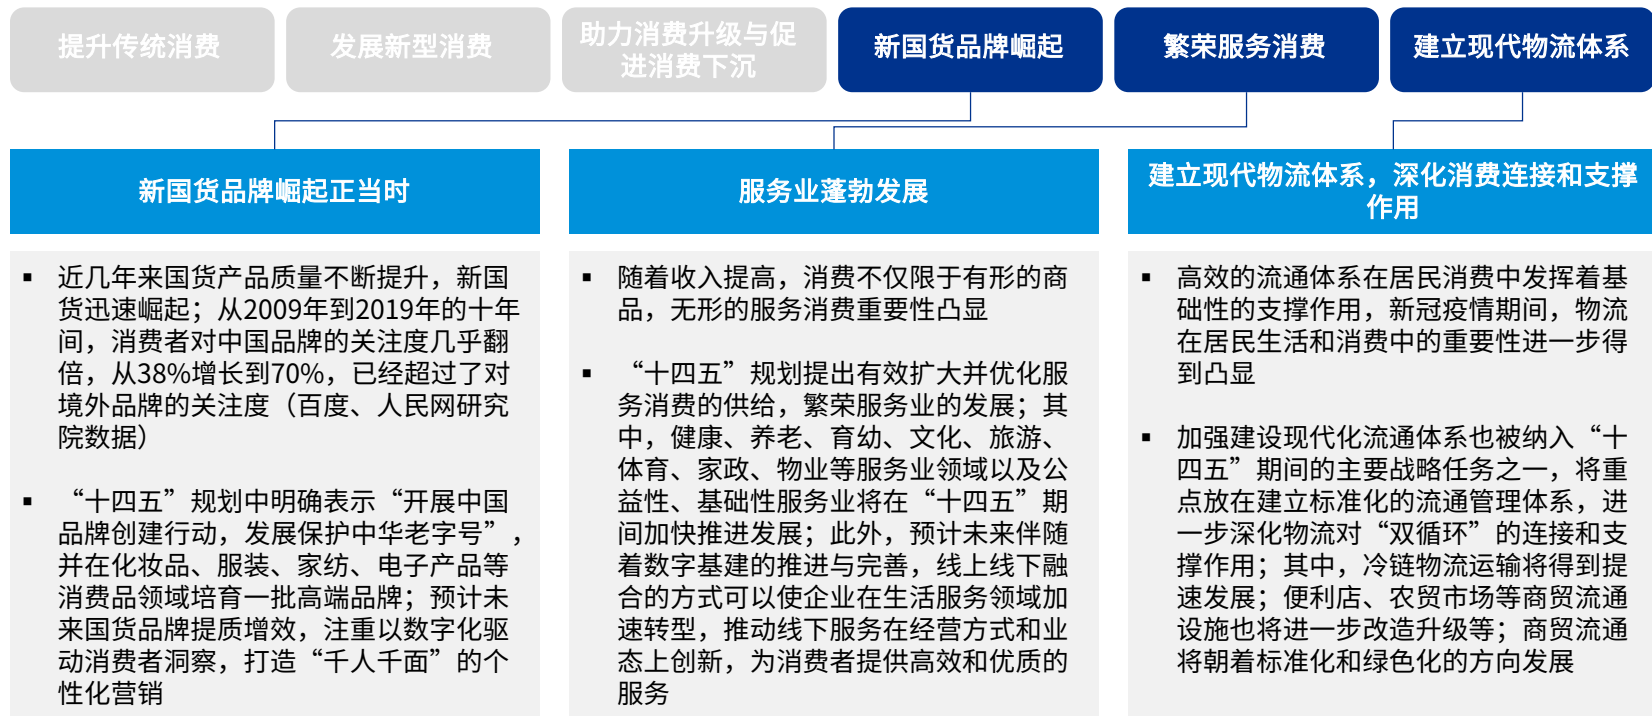 提升传统消费
发展新型消费
助力消费升级与促
进消费下沉
新国货品牌崛起
繁荣服务消费
建立现代物流体系
新国货品牌崛起正当时
▪ 近几年来国货产品质量不断提升，新国
货迅速崛起；从2009年到2019年的十年
间，消费者对中国品牌的关注度几乎翻
倍，从38%增长到70%，已经超过了对
境外品牌的关注度（百度、人民网研究
院数据）
▪ “十四五”规划中明确表示“开展中国
品牌创建行动，发展保护中华老字号”，
并在化妆品、服装、家纺、电子产品等
消费品领域培育一批高端品牌；预计未
来国货品牌提质增效，注重以数字化驱
动消费者洞察，打造“千人千面”的个
性化营销
服务业蓬勃发展
▪ 随着收入提高，消费不仅限于有形的商
品，无形的服务消费重要性凸显
▪ “十四五”规划提出有效扩大并优化服
务消费的供给，繁荣服务业的发展；其
中，健康、养老、育幼、文化、旅游、
体育、家政、物业等服务业领域以及公
益性、基础性服务业将在“十四五”期
间加快推进发展；此外，预计未来伴随
着数字基建的推进与完善，线上线下融
合的方式可以使企业在生活服务领域加
速转型，推动线下服务在经营方式和业
态上创新，为消费者提供高效和优质的
服务
建立现代物流体系，深化消费连接和支撑
作用
▪ 高效的流通体系在居民消费中发挥着基
础性的支撑作用，新冠疫情期间，物流
在居民生活和消费中的重要性进一步得
到凸显
▪ 加强建设现代化流通体系也被纳入“十
四五”期间的主要战略任务之一，将重
点放在建立标准化的流通管理体系，进
一步深化物流对“双循环”的连接和支
撑作用；其中，冷链物流运输将得到提
速发展；便利店、农贸市场等商贸流通
设施也将进一步改造升级等；商贸流通
将朝着标准化和绿色化的方向发展